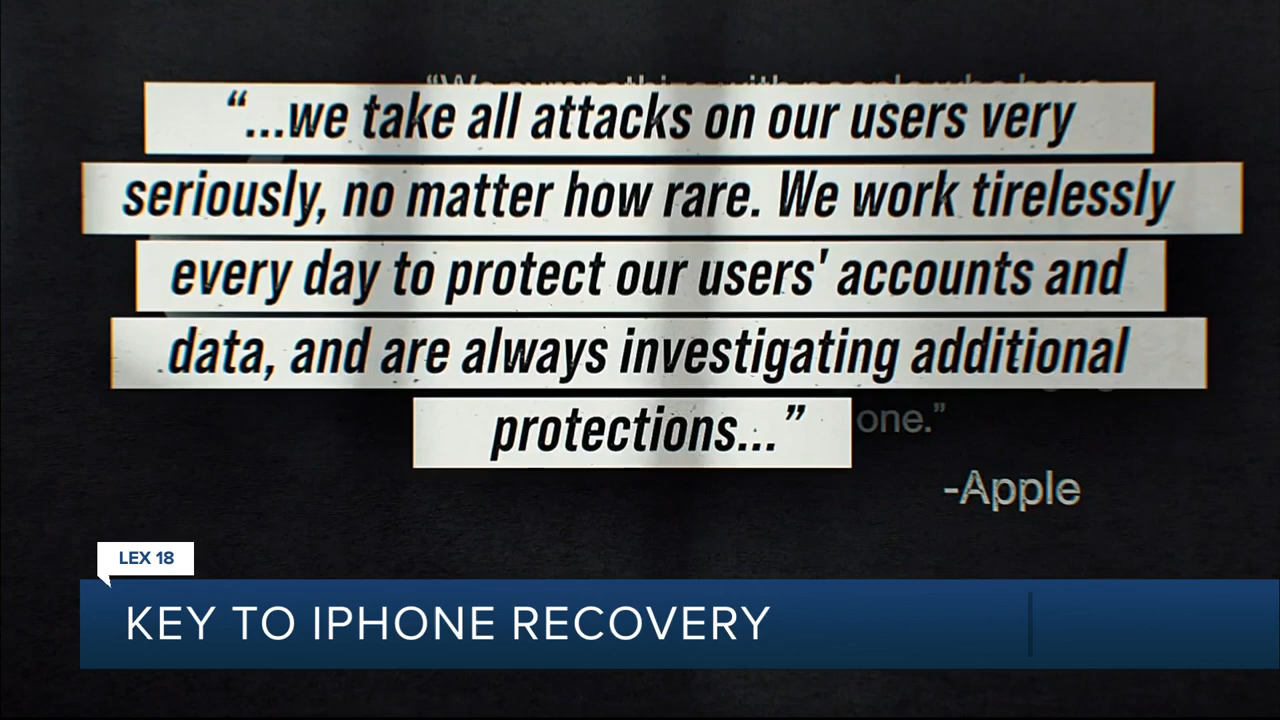 “...we take all attacks on our users very
seriously, no matter how rare. We work tirelessly
every day to protect our users' accounts and
data, and are always investigating additional
protections...”
one.”
-Apple
LEX 18
KEY TO IPHONE RECOVERY